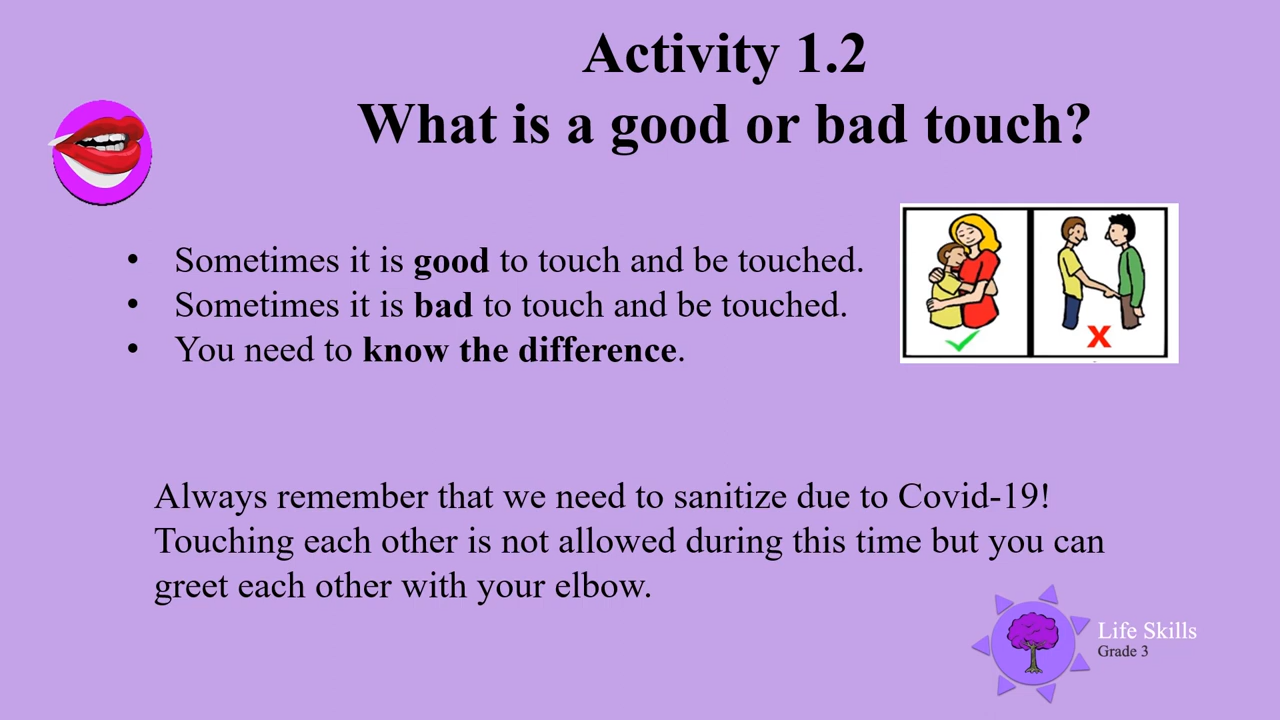 Activity 1.2
What is a good or bad touch?
• Sometimes it is good to touch and be touched.
• Sometimes it is bad to touch and be touched.
• You need to know the difference.
Always remember that we need to sanitize due to Covid-19!
Touching each other is not allowed during this time but you can
greet each other with your elbow.
Life Skills
Grade 3